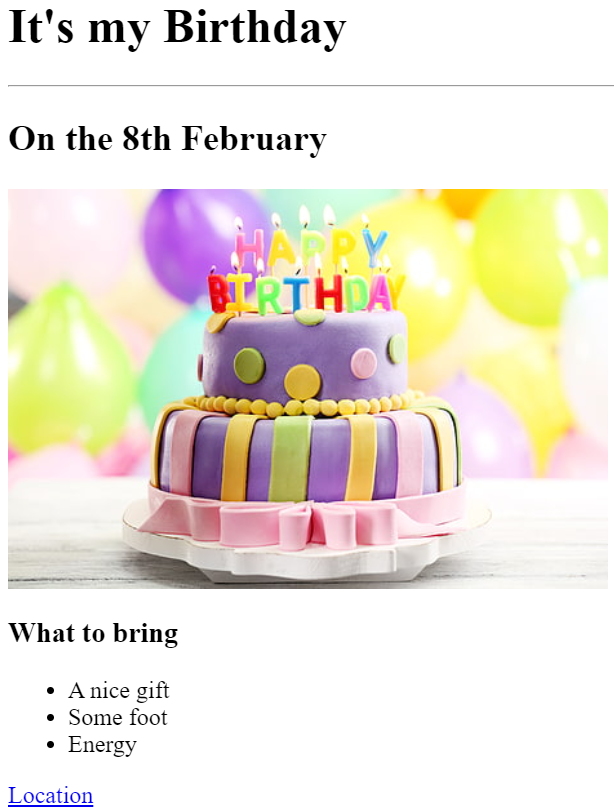 It's my Birthday
On the 8th February
HAPPY
BIRTHDAY
What to bring
A nice gift
Some foot
Energy
Location